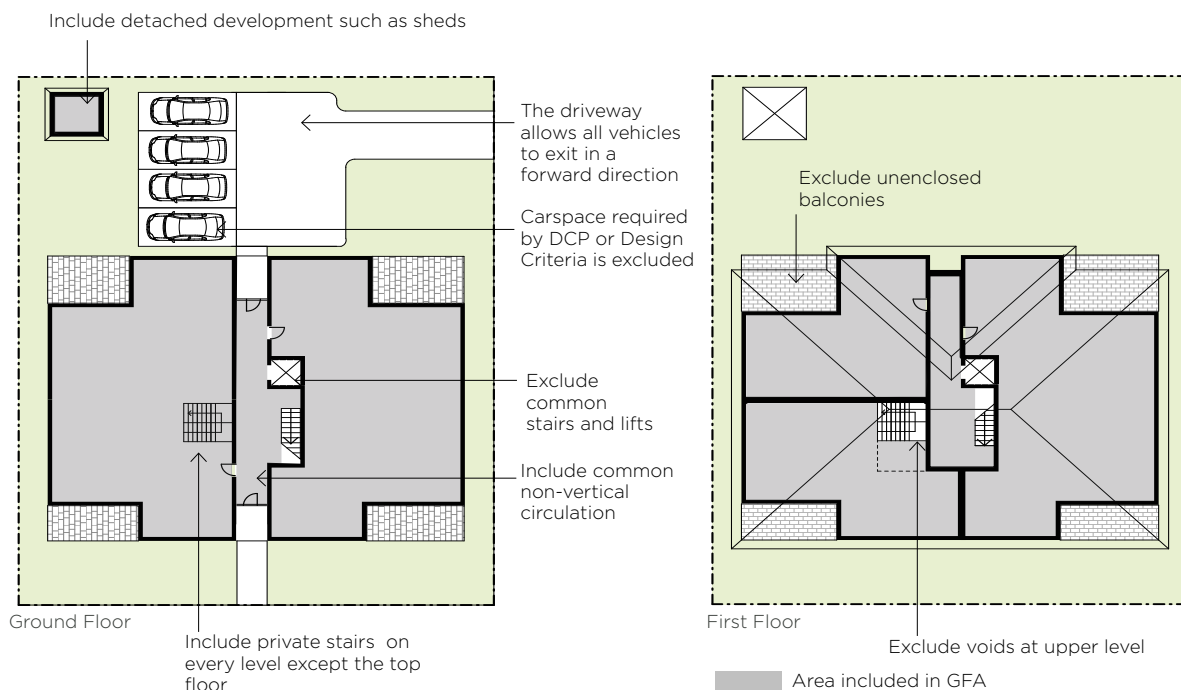 Include detached development such as sheds
The driveway
allows all vehicles
to exit in a
forward direction
Carspace required
by DCP or Design
Criteria is excluded
Exclude
common
stairs and lifts
Include common
non-vertical
circulation
Ground Floor
Include private stairs on
every level except the top
floor
Exclude unenclosed
balconies
First Floor
Exclude voids at upper level
Area included in GFA